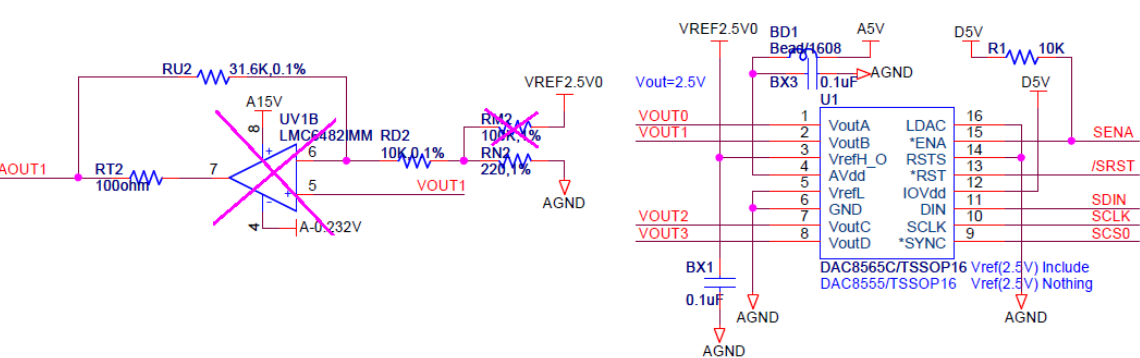 RU2
31.6K,0.1%
A15V
8
UV1B
LMC6482IMM
RD2
10K,0.1%
VREF2.5V0
RM2
100K,1%
RN2
220,1%
AGND
AOUT1
RT2
100ohm
7
6
5
VOUT1
+
+
-
4
A-0.232V
VREF2.5V0
BD1
Bead/1608
A5V
BX3
0.1uF
AGND
D5V
R1
10K
D5V
Vout=2.5V
U1
VOUT0
1
VoutA
LDAC
16
VOUT1
2
VoutB
*ENA
15
SENA
3
VrefH_O
RSTS
14
4
AVdd
*RST
13
/SRST
5
VrefL
IOVdd
12
6
GND
DIN
11
SDIN
VOUT2
7
VoutC
SCLK
10
SCLK
VOUT3
8
VoutD
*SYNC
9
SCS0
DAC8565C/TSSOP16 Vref(2.5V) Include
DAC8555/TSSOP16 Vref(2.5V) Nothing
BX1
0.1uF
AGND
AGND
AGND